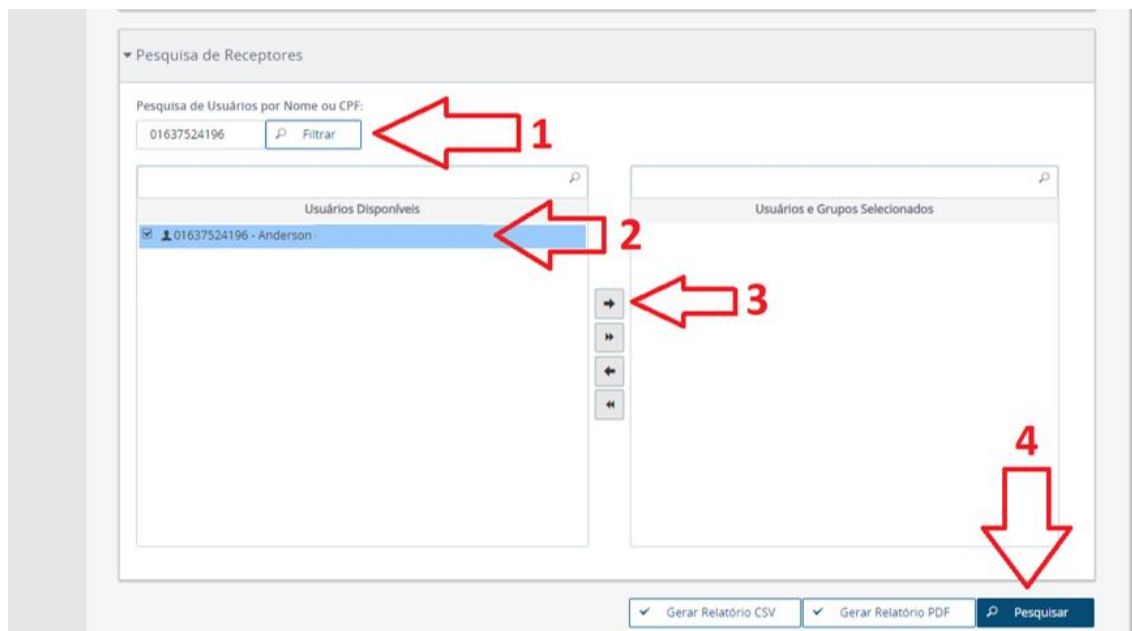 Pesquisa de Receptores
Pesquisa de Usuários por Nome ou CPF:
01637524196 Filtrar
1
Usuários Disponíveis Usuários e Grupos Selecionados
01637524196 - Anderson
2
3
4
Gerar Relatório CSV Gerar Relatório PDF Pesquisar